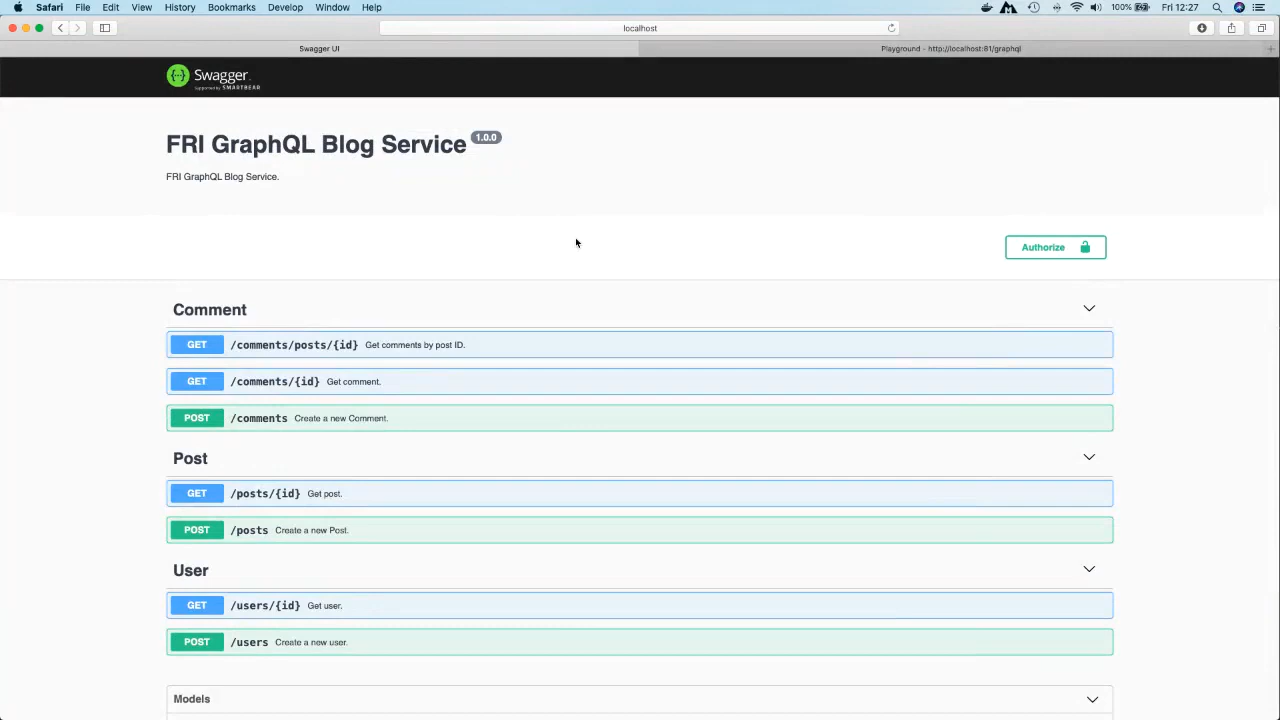 Safari File Edit View History Bookmarks Develop Window Help 100% Fri 12:27
localhost
Swagger UI Playground - http://localhost:81/graphql
Swagger
Supported by SMARTBEAR
FRI GraphQL Blog Service 1.0.0
FRI GraphQL Blog Service.
Authorize
Comment
GET /comments/posts/{id} Get comments by post ID.
GET /comments/{id} Get comment.
POST /comments Create a new Comment.
Post
GET /posts/{id} Get post.
POST /posts Create a new Post.
User
GET /users/{id} Get user.
POST /users Create a new user.
Models